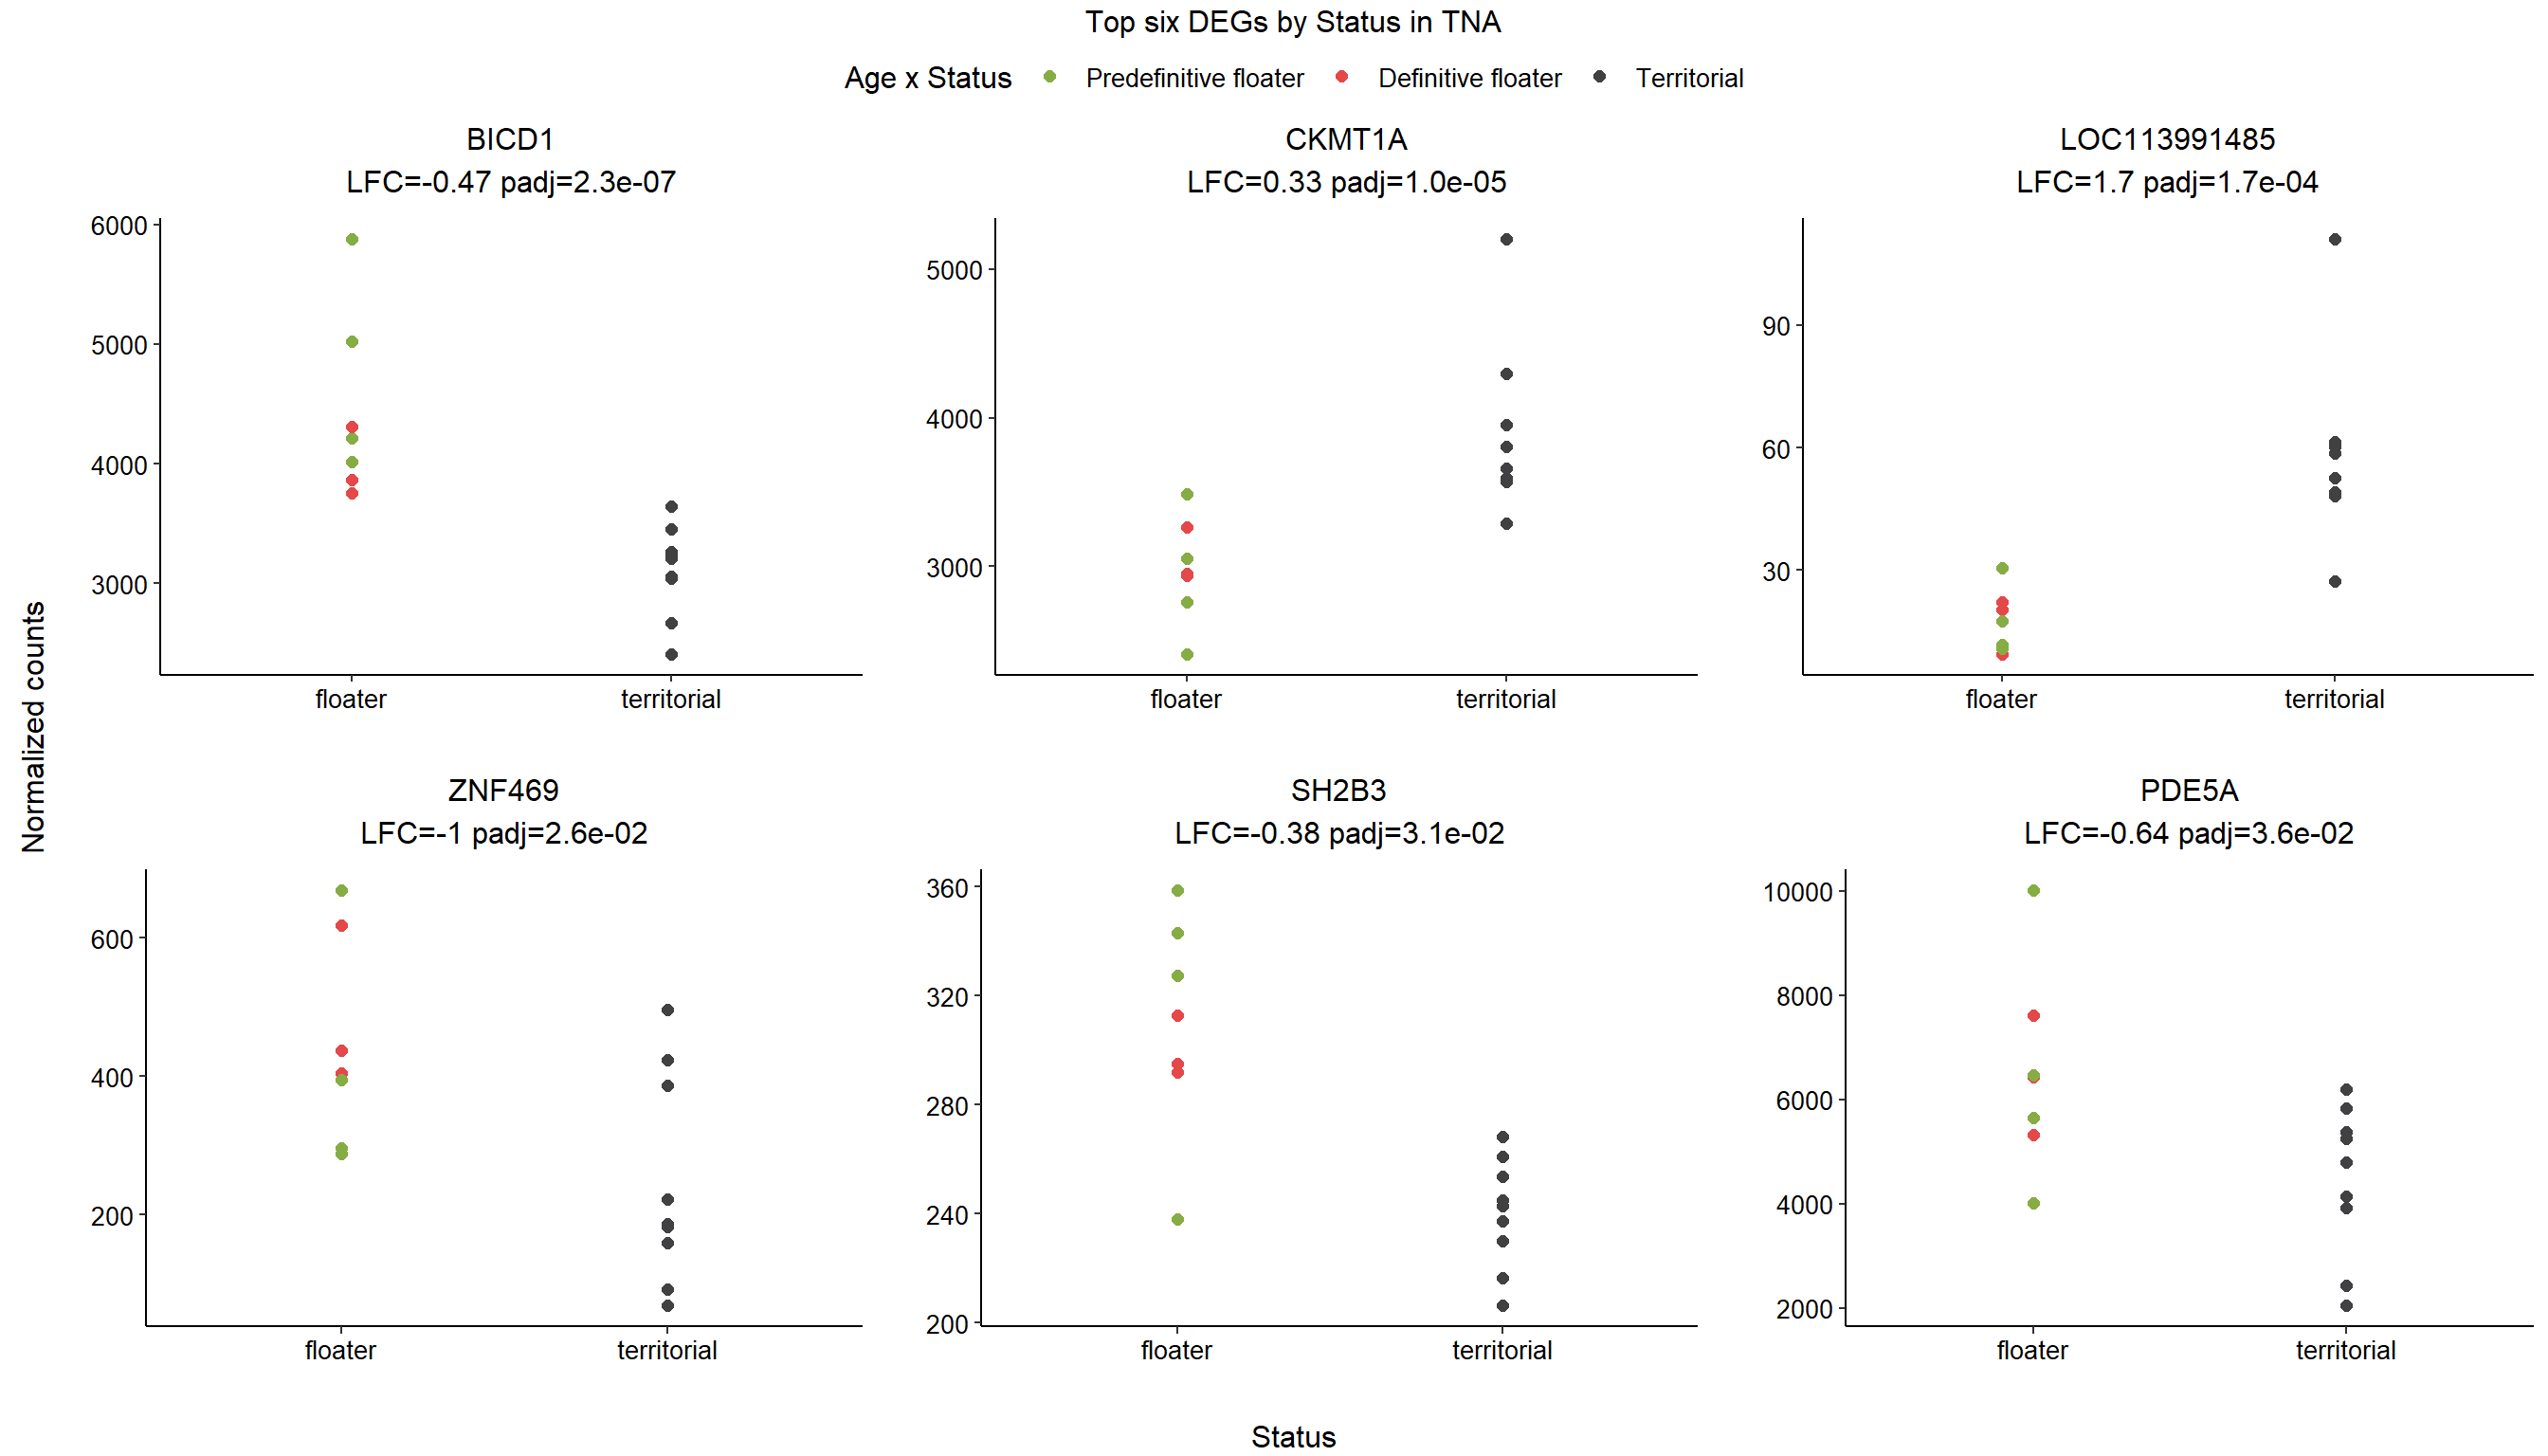 Top six DEGs by Status in TNA
Age x Status Predefinitive floater Definitive floater Territorial
BICD1
LFC=-0.47 padj=2.3e-07
6000
5000
4000
3000
floater territorial
CKMT1A
LFC=0.33 padj=1.0e-05
5000
4000
3000
floater territorial
LOC113991485
LFC=1.7 padj=1.7e-04
90
60
30
floater territorial
Normalized counts
ZNF469
LFC=-1 padj=2.6e-02
600
400
200
floater territorial
SH2B3
LFC=-0.38 padj=3.1e-02
360
320
280
240
200
floater territorial
PDE5A
LFC=-0.64 padj=3.6e-02
10000
8000
6000
4000
2000
floater territorial
Status